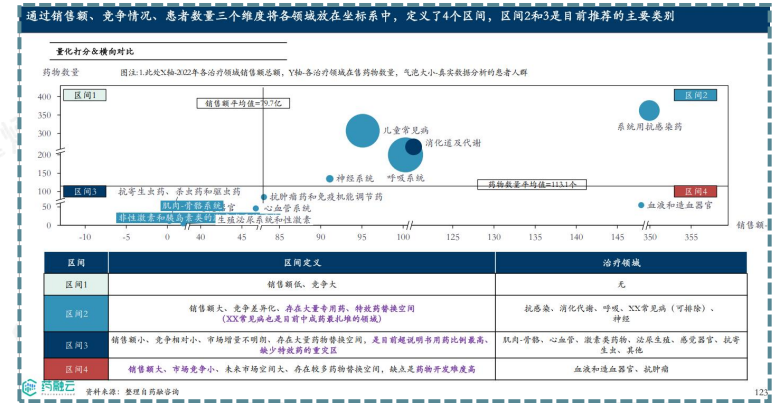 通过销售额、竞争情况、患者数量三个维度将各领域放在坐标系中，定义了4个区间，区间2和3是目前推荐的主要类别
量化打分&横向对比
药物数量
图注:1.此处X轴-2022年各治疗领域销售额总额，Y轴-各治疗领域在售药物数量，气泡大小-真实数据分析的患者人群
400
区间1
销售额平均值=79.7亿
区间2
350
300
儿童常见病
系统用抗感染药
消化道及代谢
200
呼吸系统
150
神经系统
药物数量平均值=113.1个
100
区间3
抗寄生虫药、杀虫药和驱虫药
抗肿瘤药和免疫机能调节药
区间4
50
肌肉-骨骼系统
官
心血管系统
血液和造血器官
非性激素和胰岛素类的
生殖泌尿系统和性激素
0
销售额-
-10 -5 0 40 45 85 90 95 100 125 130 135 140 145 350 355
区间 区间定义 治疗领域
区间1 销售额低、竞争大 无
区间2 销售额大、竞争差异化、存在大量专用药、特效药替换空间 抗感染、消化代谢、呼吸、XX常见病（可排除）、
（XX常见病也是目前中成药最扎堆的领域） 神经
区间3 销售额小、竞争相对小、市场增量不明朗、存在大量药物替换空间，是目前超说明书用药比例最高、 肌肉-骨骼、心血管、激素类药物、泌尿生殖、感觉器官、抗寄
缺少特效药的重灾区 生虫、其他
区间4 销售额大、市场竞争小、未来市场空间大、存在较多药物替换空间，缺点是药物开发难度高 血液和造血器官、抗肿瘤
药融云
资料来源：整理自药融咨询
123